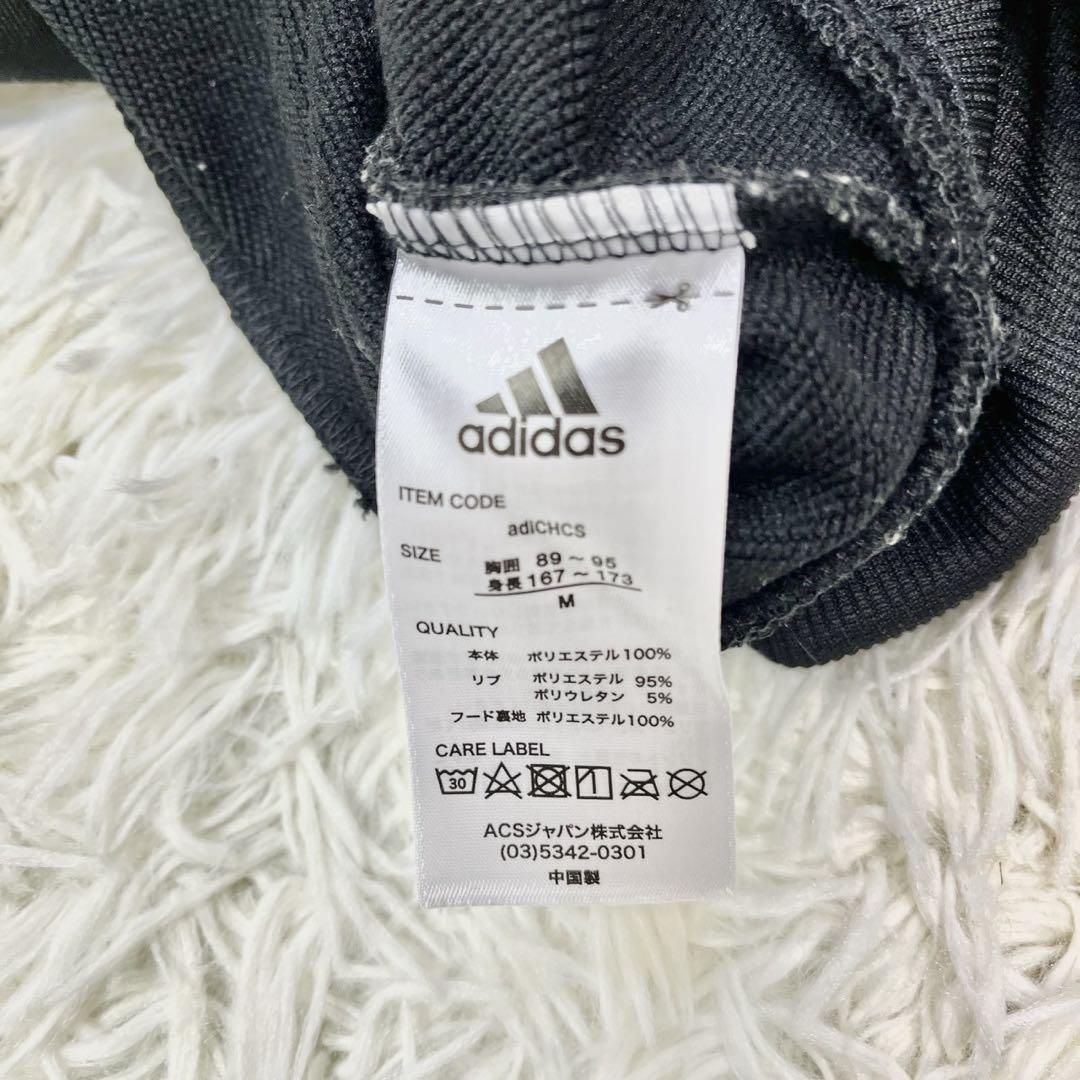 adidas
ITEM CODE
adiCHCS
SIZE
胸囲 89～95
身長 167～173
M
QUALITY
本体 ポリエステル100%
リブ ポリエステル 95%
ポリウレタン 5%
フード裏地 ポリエステル100%
CARE LABEL
30
ACSジャパン株式会社
(03)5342-0301
中国製